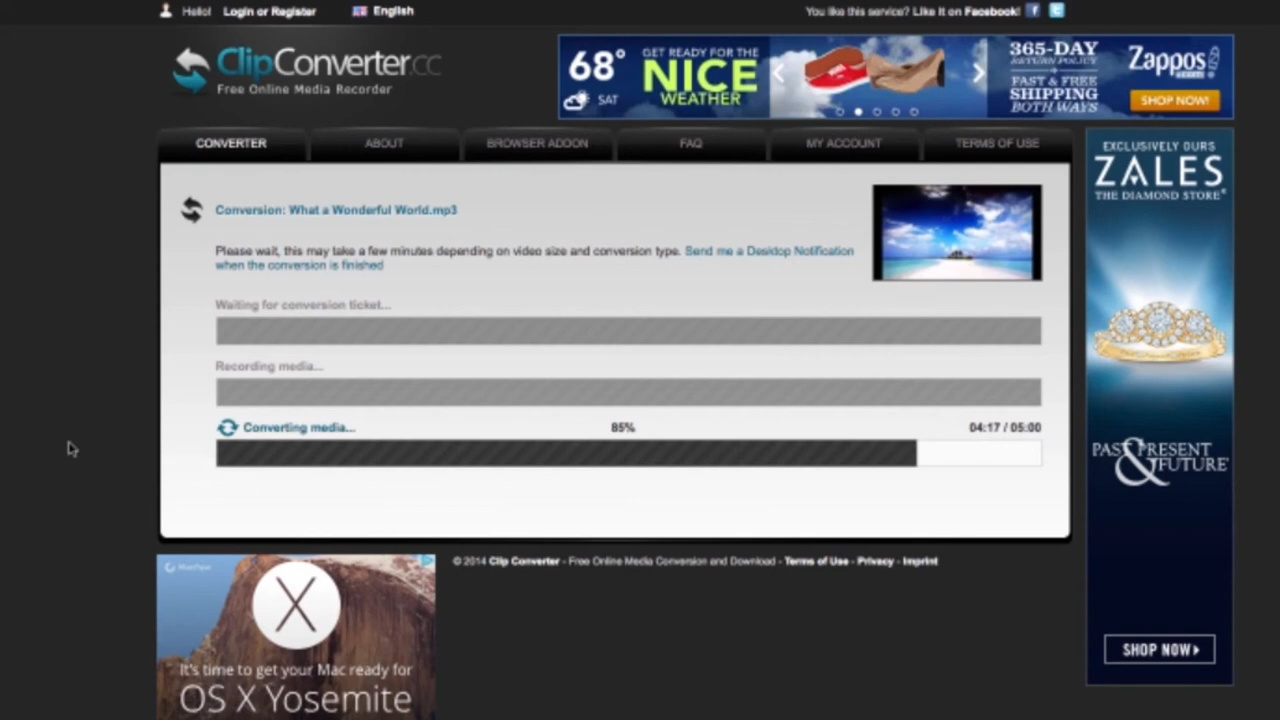 Hello! Login or Register English You like this service? Like it on Facebook!
ClipConverter.cc
Free Online Media Recorder
68°
SAT
GET READY FOR THE
NICE
WEATHER
365-DAY
RETURN POLICY
FAST & FREE
SHIPPING
BOTH WAYS
Zappos
SHOP NOW!
CONVERTER ABOUT BROWSER ADDON FAQ MY ACCOUNT TERMS OF USE
Conversion: What a Wonderful World.mp3
Please wait, this may take a few minutes depending on video size and conversion type. Send me a Desktop Notification
when the conversion is finished
Waiting for conversion ticket...
Recording media...
Converting media... 85% 04:17 / 05:00
EXCLUSIVELY OURS
ZALES
THE DIAMOND STORE®
PAST PRESENT
& FUTURE®
SHOP NOW
© 2014 Clip Converter - Free Online Media Conversion and Download - Terms of Use - Privacy - Imprint
X
It's time to get your Mac ready for
OS X Yosemite